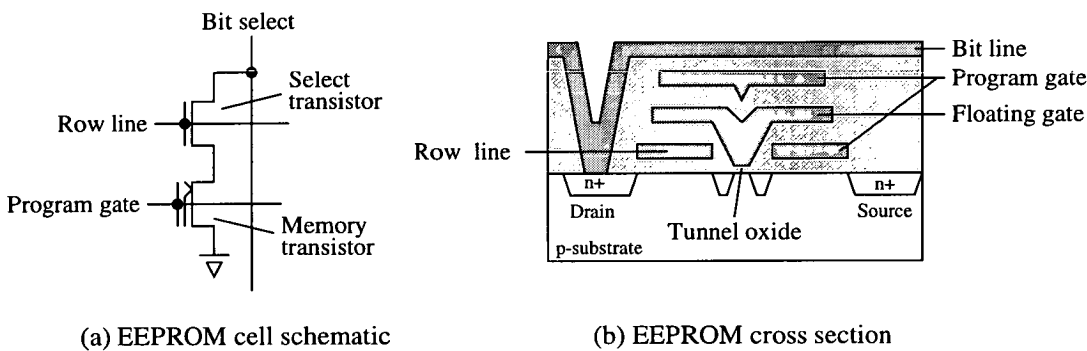 Bit select
Select
transistor
Row line
Program gate
Memory
transistor
(a) EEPROM cell schematic
Bit line
Program gate
Floating gate
Row line
n+
n+
Drain
Source
Tunnel oxide
p-substrate
(b) EEPROM cross section